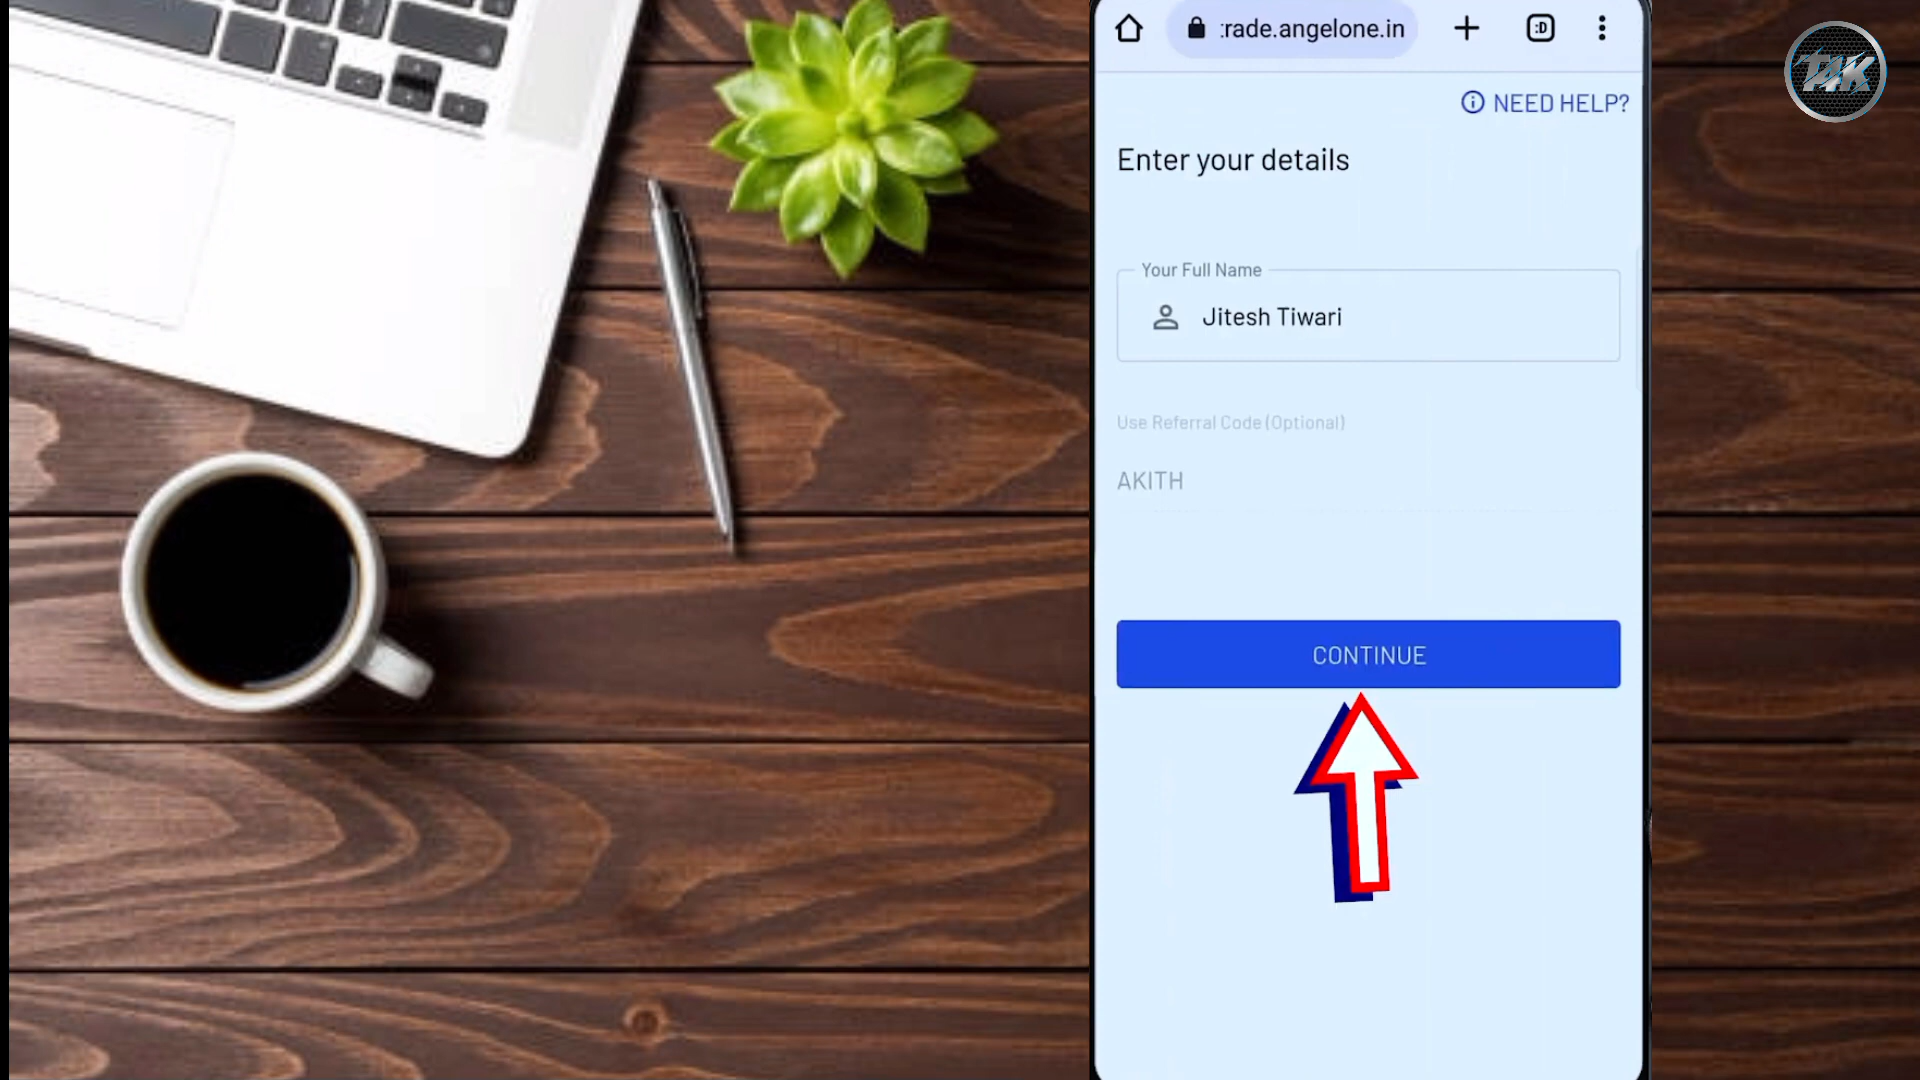 :rade.angelone.in
:D
NEED HELP?
Enter your details
Your Full Name
Jitesh Tiwari
Use Referral Code (Optional)
AKITH
CONTINUE
T4K